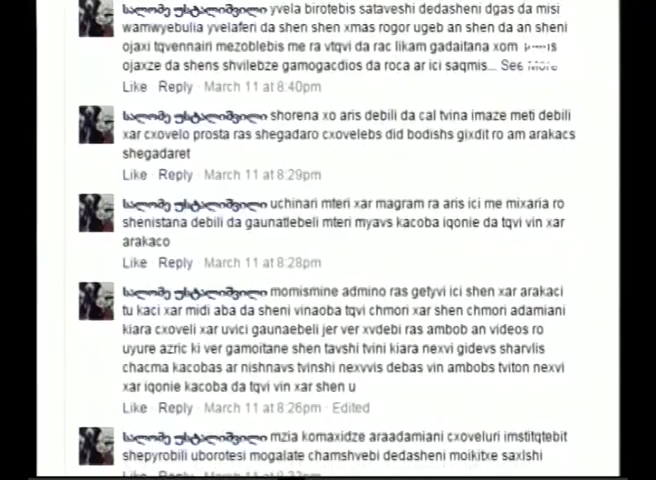 yvela birotebis sataveshi dedasheni dgas da misi
wamwyebulia yvelaferi da shen shen xmas rogor ugeb an shen da an sheni
ojaxi tqvennairi mezoblebis me ra vtqvi da rac likam gadaitana xom
ojaxze da shens shvilebze gamogacdios da roca ar ici saqmis... See More
Like Reply · March 11 at 8:40pm
shorena xo aris debili da cal tvina imaze meti debili
xar cxovelo prosta ras shegadaro cxovelebs did bodishs gixdit ro am arakacs
shegadaret
Like Reply · March 11 at 8:29pm
uchinari mteri xar magram ra aris ici me mixaria ro
shenistana debili da gaunatlebeli mteri myavs kacoba iqonie da tqvi vin xar
arakaco
Like Reply · March 11 at 8:28pm
momismine admino ras getyvi ici shen xar arakaci
tu kaci xar midi aba da sheni vinaoba tqvi chmori xar shen chmori adamiani
kiara cxoveli xar uvici gaunaebeli jer ver xvdebi ras ambob an videos ro
uyure azric ki ver gamoitane shen tavshi tvini kiara nexvi gidevs sharvlis
chacma kacobas ar nishnavs tvinshi nexvvis debas vin ambobs tviton nexvi
xar iqonie kacoba da tqvi vin xar shen u
Like Reply · March 11 at 8:26pm · Edited
mzia komaxidze araadamiani cxoveluri imstitqtebit
shepyrobili uborotesi mogalate chamshvebi dedasheni moikitxe saxlshi
Like Reply